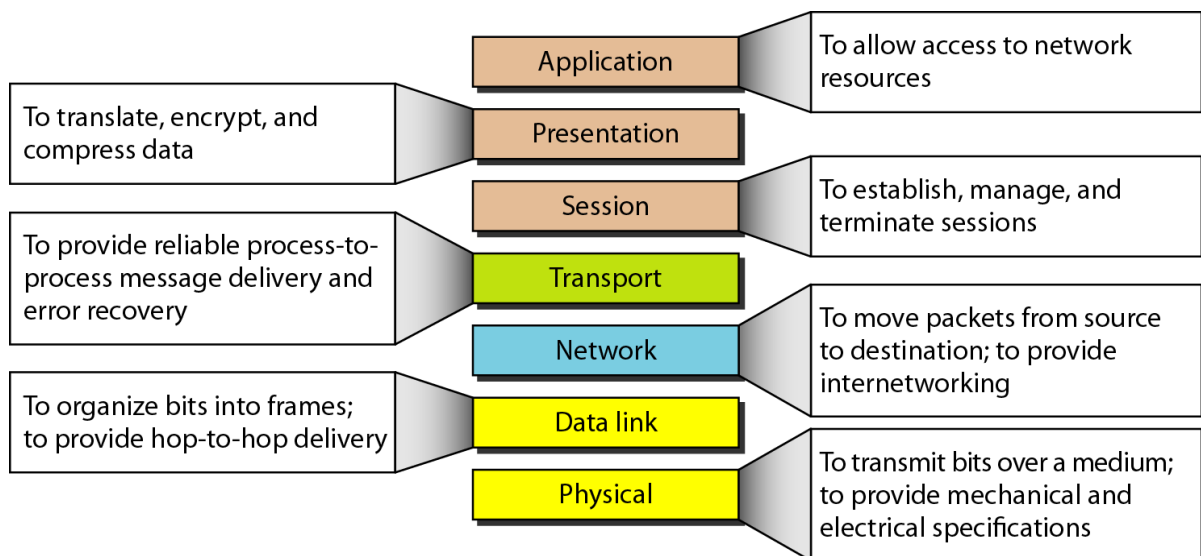 Application
To allow access to network
resources
To translate, encrypt, and
compress data
Presentation
Session
To establish, manage, and
terminate sessions
To provide reliable process-to-
process message delivery and
error recovery
Transport
Network
To move packets from source
to destination; to provide
internetworking
To organize bits into frames;
to provide hop-to-hop delivery
Data link
Physical
To transmit bits over a medium;
to provide mechanical and
electrical specifications